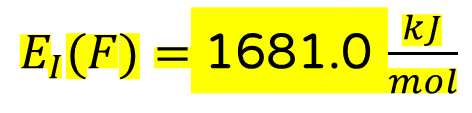 E_I(F) = 1681.0 kJ/mol